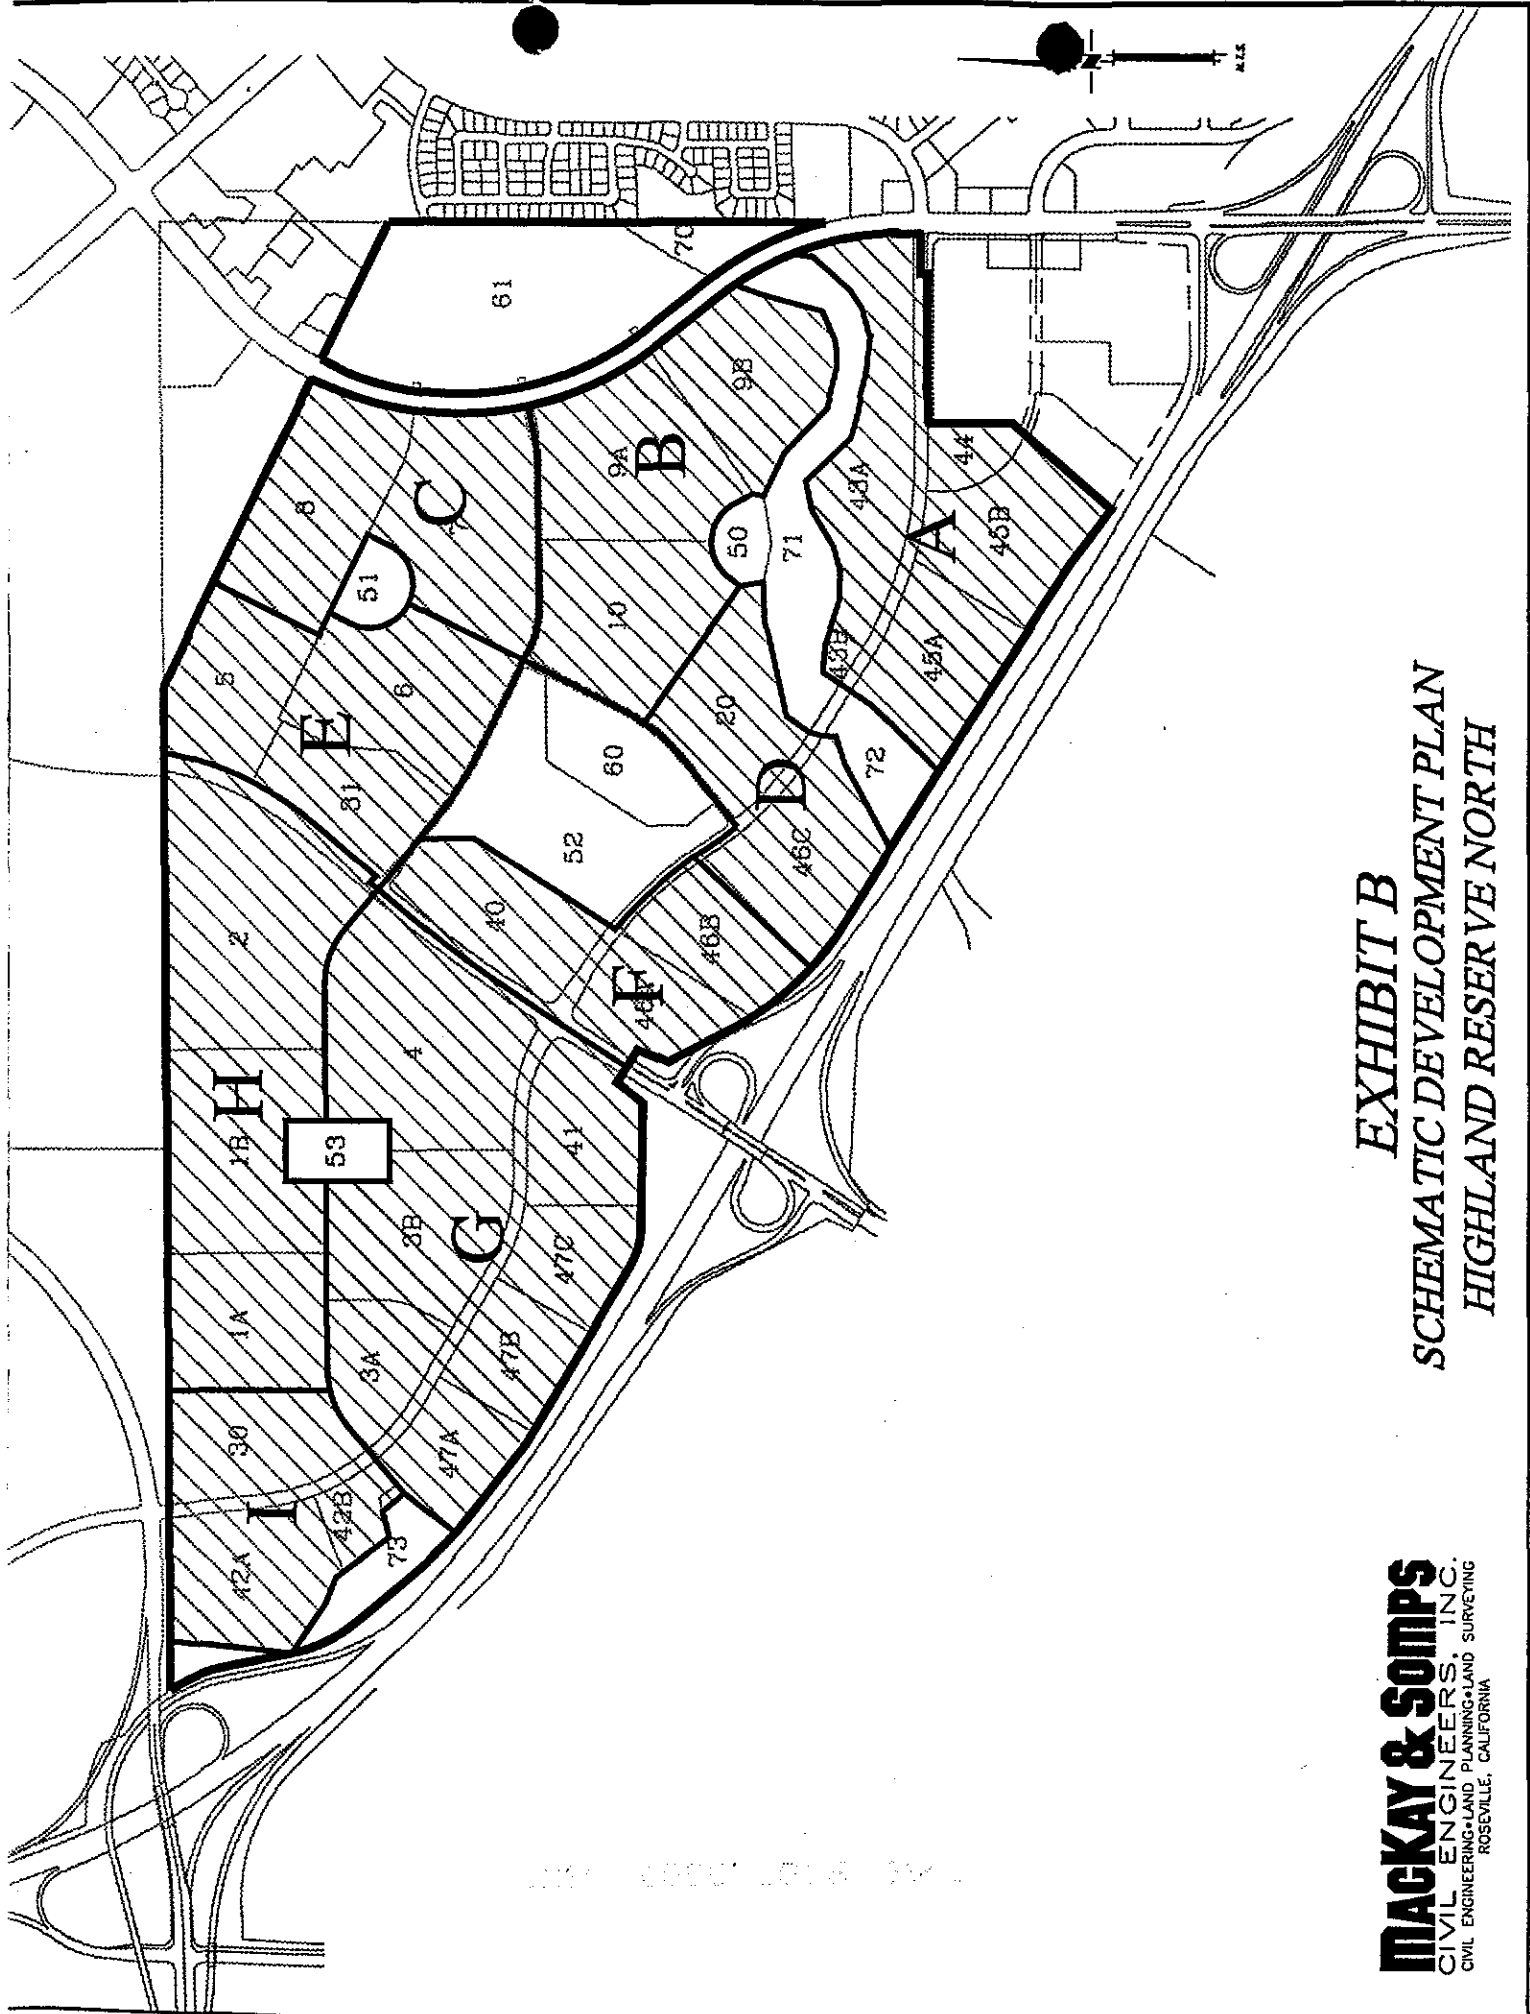 N.T.S.
61
70
8
C
51
9A
B
9B
50
71
10
43A
44
A
45B
45A
43B
5
6
E
31
60
52
20
D
72
46C
40
46B
F
2
4
H
1B
53
41
3B
G
47C
1A
3A
47B
47A
30
I
42B
42A
73
EXHIBIT B
SCHEMATIC DEVELOPMENT PLAN
HIGHLAND RESERVE NORTH
MACKAY & SOMPS
CIVIL ENGINEERS, INC.
CIVIL ENGINEERING•LAND PLANNING•LAND SURVEYING
ROSEVILLE, CALIFORNIA